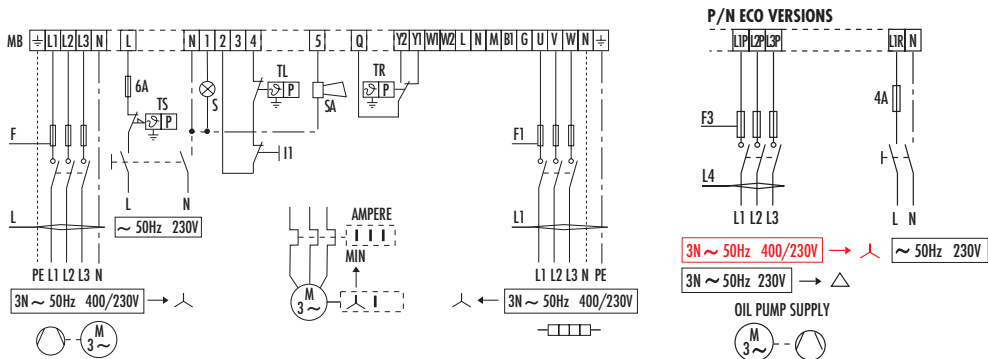 P/N ECO VERSIONS
MB L1 L2 L3 N L N 1 2 3 4 5 Q Y2 Y1 W1 W2 L N M B1 G U V W N
L1P L2P L3P L1R N
6A TS P S TL P TR P SA 4A
F F1 F3
I1
L L1 L4
L N
~ 50Hz 230V
AMPERE
MIN
L1 L2 L3 L N
PE L1 L2 L3 N
L1 L2 L3 N PE
3N ~ 50Hz 400/230V
M 3~
3N ~ 50Hz 400/230V
3N ~ 50Hz 400/230V
~ 50Hz 230V
3N ~ 50Hz 230V
OIL PUMP SUPPLY
M 3~
M 3~